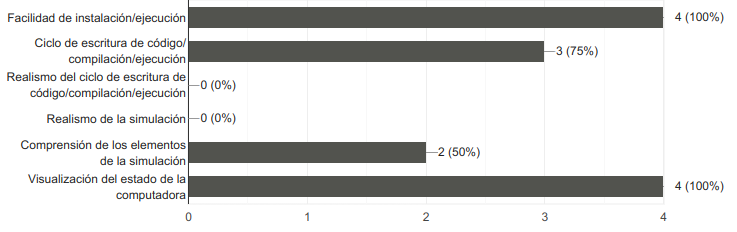 Facilidad de instalación/ejecución
4 (100%)
Ciclo de escritura de código/
compilación/ejecución
3 (75%)
Realismo del ciclo de escritura de
código/compilación/ejecución
0 (0%)
Realismo de la simulación
0 (0%)
Comprensión de los elementos
de la simulación
2 (50%)
Visualización del estado de la
computadora
4 (100%)
0 1 2 3 4